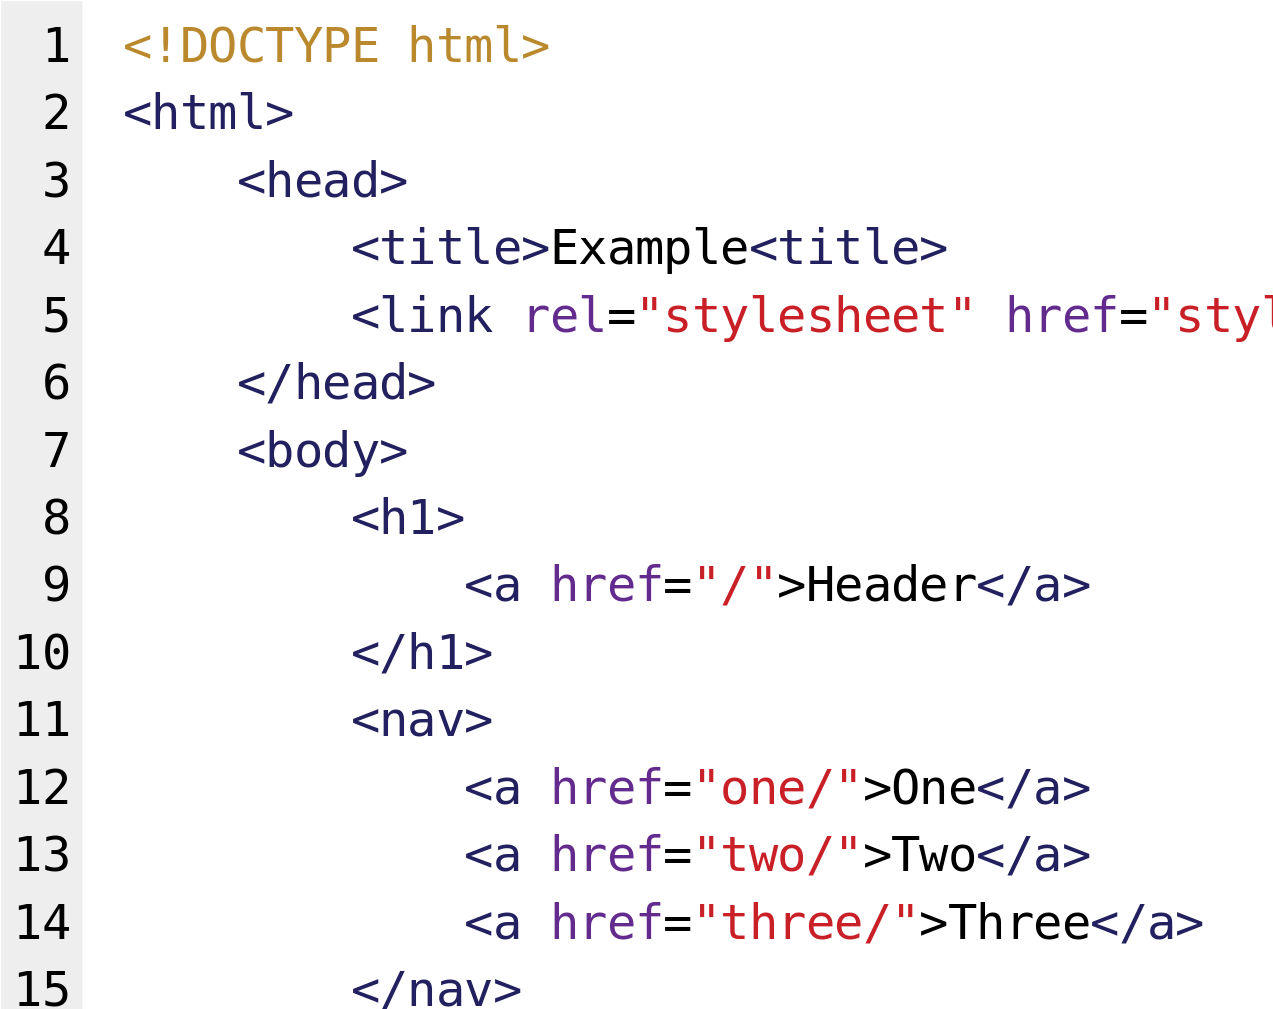 1 <!DOCTYPE html>
2 <html>
3 <head>
4 <title>Example<title>
5 <link rel="stylesheet" href="styl
6 </head>
7 <body>
8 <h1>
9 <a href="/">Header</a>
10 </h1>
11 <nav>
12 <a href="one/">One</a>
13 <a href="two/">Two</a>
14 <a href="three/">Three</a>
15 </nav>